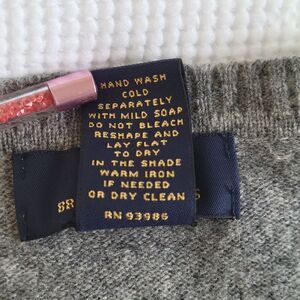 HAND WASH
COLD
SEPARATELY
WITH MILD SOAP
DO NOT BLEACH
RESHAPE AND
LAY FLAT
TO DRY
IN THE SHADE
WARM IRON
IF NEEDED
OR DRY CLEAN
RN 93986
BR
S